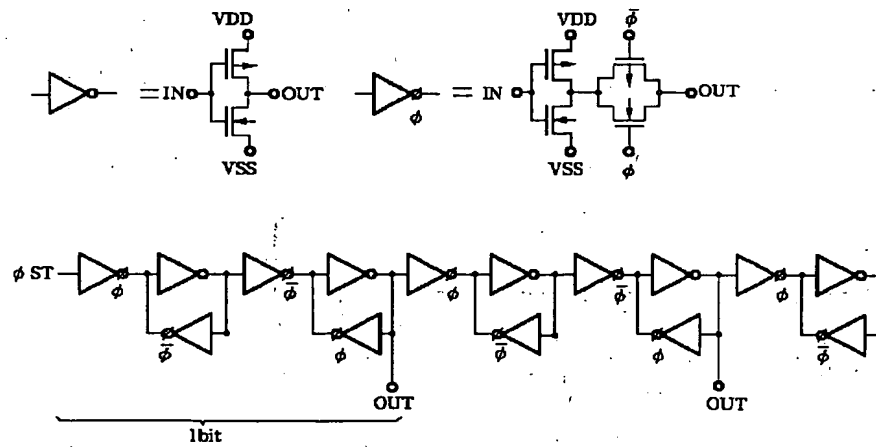 VDD VDD φ̅
= IN OUT φ = IN OUT
VSS VSS φ
φ ST φ φ̅ φ φ̅ φ
φ̅ φ φ̅ φ φ̅
OUT OUT
1bit